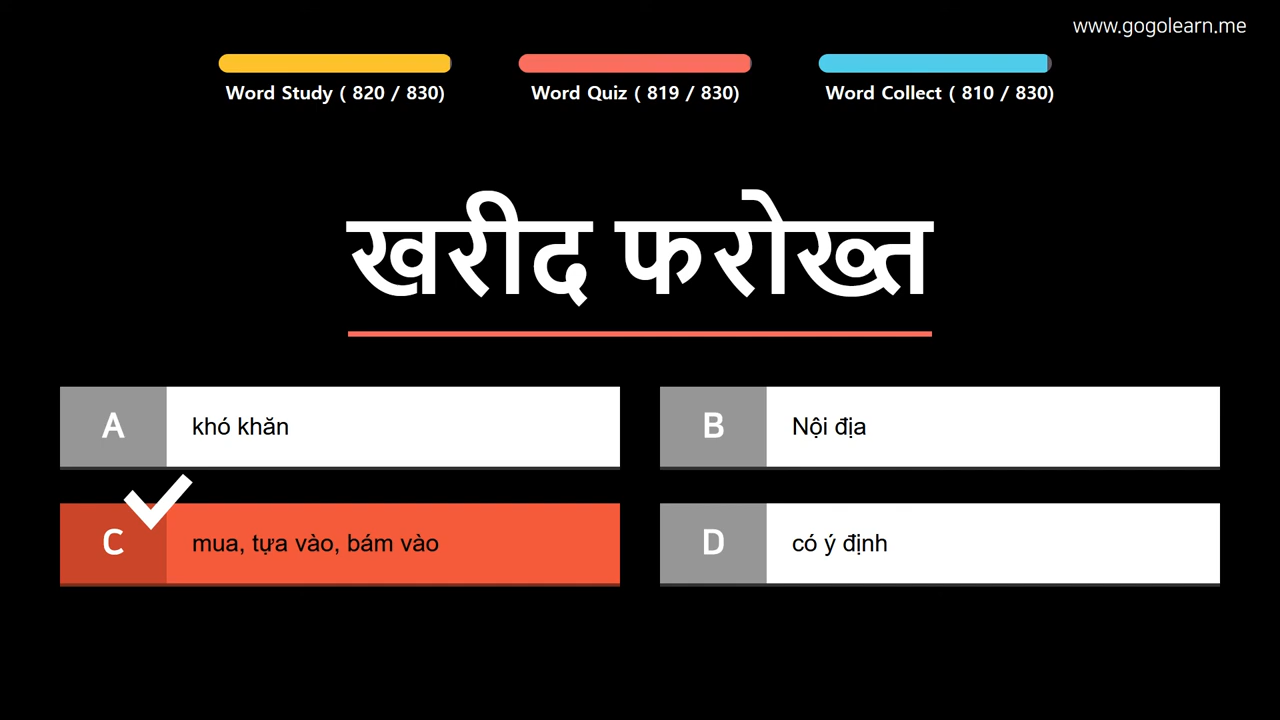 www.gogolearn.me
Word Study ( 820 / 830)
Word Quiz ( 819 / 830)
Word Collect ( 810 / 830)
खरीद फरोख्त
A
khó khăn
B
Nội địa
C
mua, tựa vào, bám vào
D
có ý định